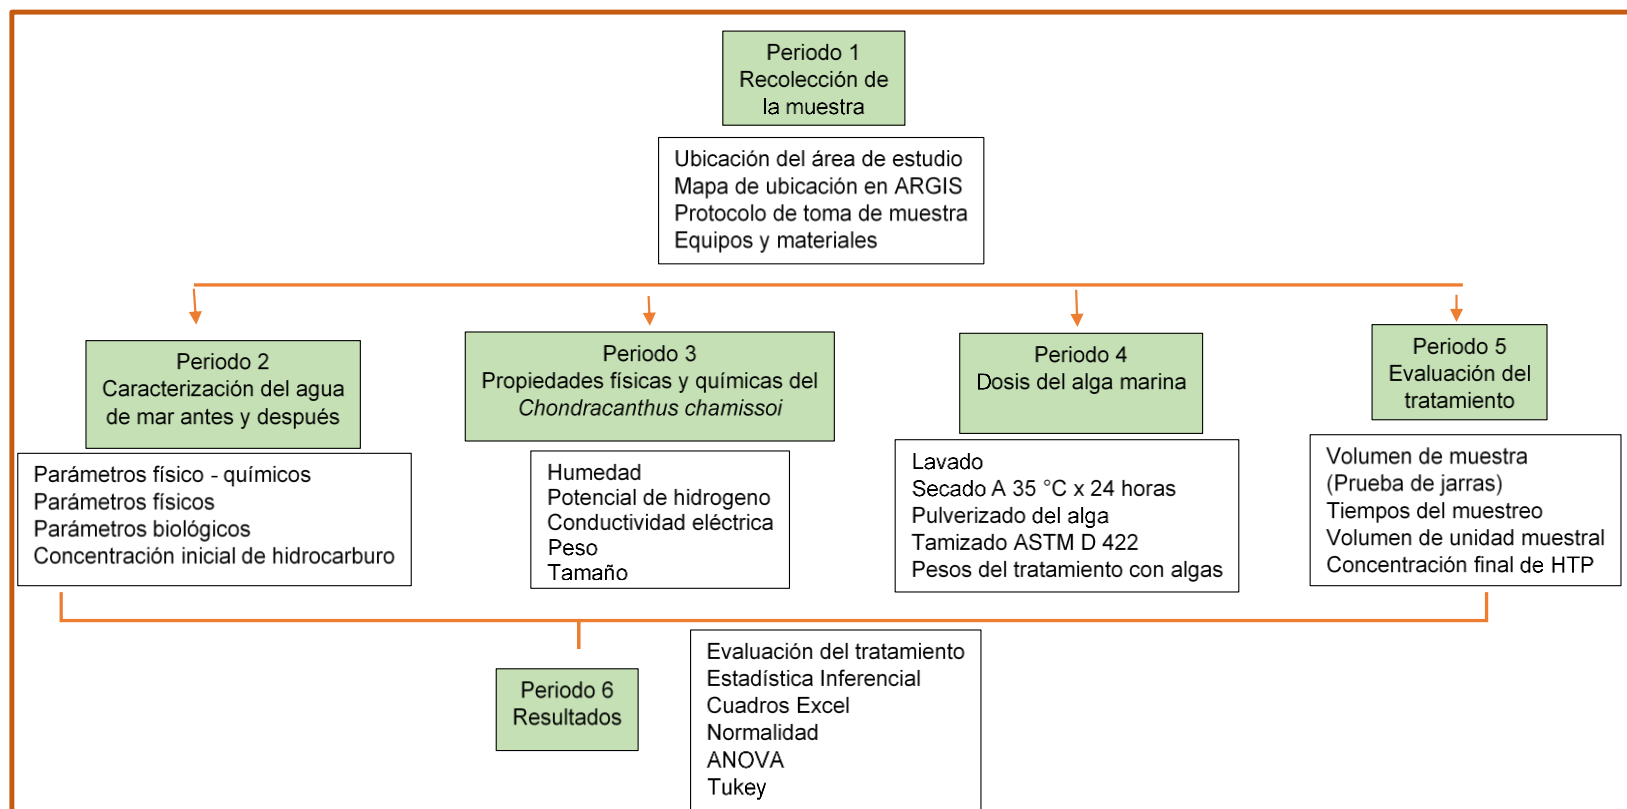 Periodo 1
Recolección de
la muestra
Ubicación del área de estudio
Mapa de ubicación en ARGIS
Protocolo de toma de muestra
Equipos y materiales
Periodo 2
Caracterización del agua
de mar antes y después
Parámetros físico - químicos
Parámetros físicos
Parámetros biológicos
Concentración inicial de hidrocarburo
Periodo 3
Propiedades físicas y químicas del
Chondracanthus chamissoi
Humedad
Potencial de hidrogeno
Conductividad eléctrica
Peso
Tamaño
Periodo 4
Dosis del alga marina
Lavado
Secado A 35 °C x 24 horas
Pulverizado del alga
Tamizado ASTM D 422
Pesos del tratamiento con algas
Periodo 5
Evaluación del
tratamiento
Volumen de muestra
(Prueba de jarras)
Tiempos del muestreo
Volumen de unidad muestral
Concentración final de HTP
Periodo 6
Resultados
Evaluación del tratamiento
Estadística Inferencial
Cuadros Excel
Normalidad
ANOVA
Tukey